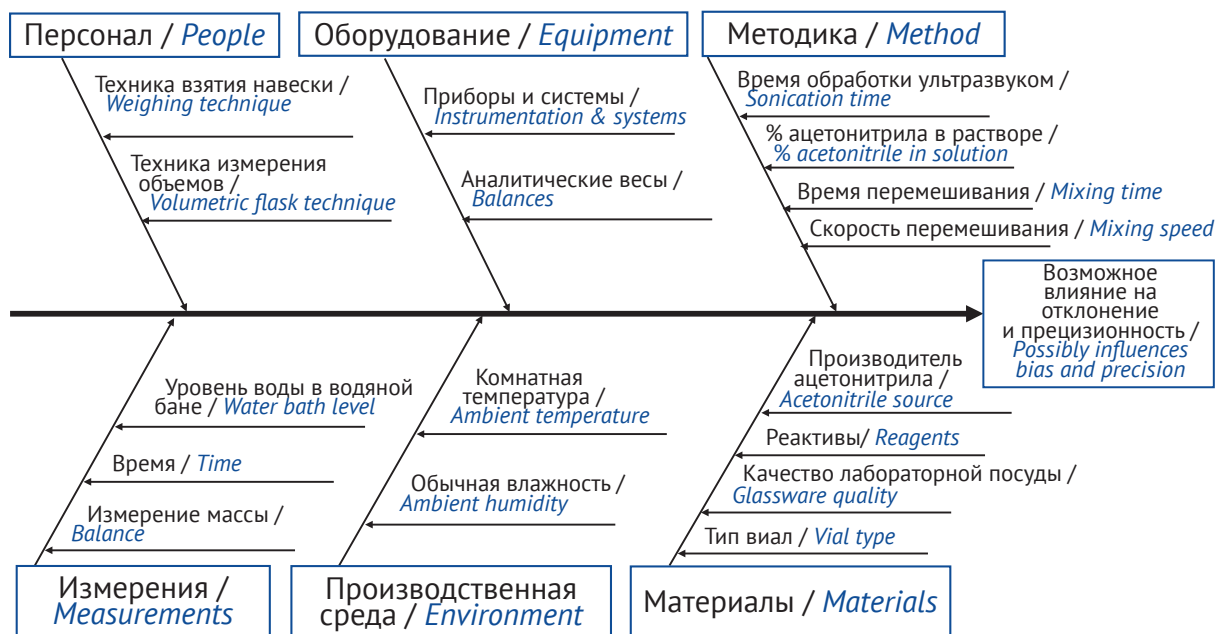 Персонал / People
Техника взятия навески /
Weighing technique
Техника измерения
объемов /
Volumetric flask technique
Оборудование / Equipment
Приборы и системы /
Instrumentation & systems
Аналитические весы /
Balances
Методика / Method
Время обработки ультразвуком /
Sonication time
% ацетонитрила в растворе /
% acetonitrile in solution
Время перемешивания / Mixing time
Скорость перемешивания / Mixing speed
Возможное
влияние на
отклонение
и прецизионность /
Possibly influences
bias and precision
Уровень воды в водяной
бане / Water bath level
Время / Time
Измерение массы /
Balance
Измерения /
Measurements
Комнатная
температура /
Ambient temperature
Обычная влажность /
Ambient humidity
Производственная
среда / Environment
Производитель
ацетонитрила /
Acetonitrile source
Реактивы/ Reagents
Качество лабораторной посуды /
Glassware quality
Тип виал / Vial type
Материалы / Materials